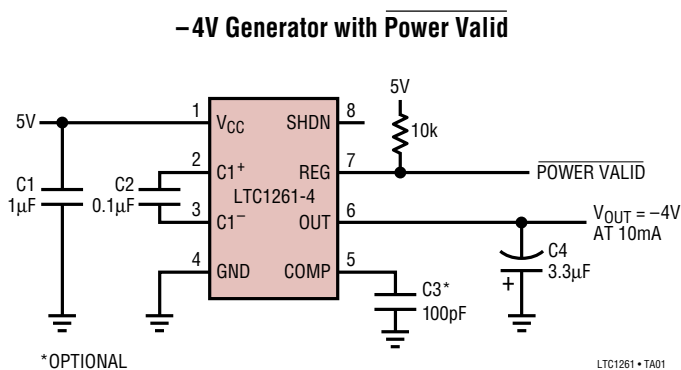 –4V Generator with Power Valid
5V
1
VCC
SHDN
8
5V
10k
2
C1+
REG
7
POWER VALID
C1
1µF
C2
0.1µF
LTC1261-4
3
C1–
OUT
6
VOUT = –4V
AT 10mA
4
GND
COMP
5
C3*
100pF
C4
3.3µF
+
*OPTIONAL
LTC1261 • TA01